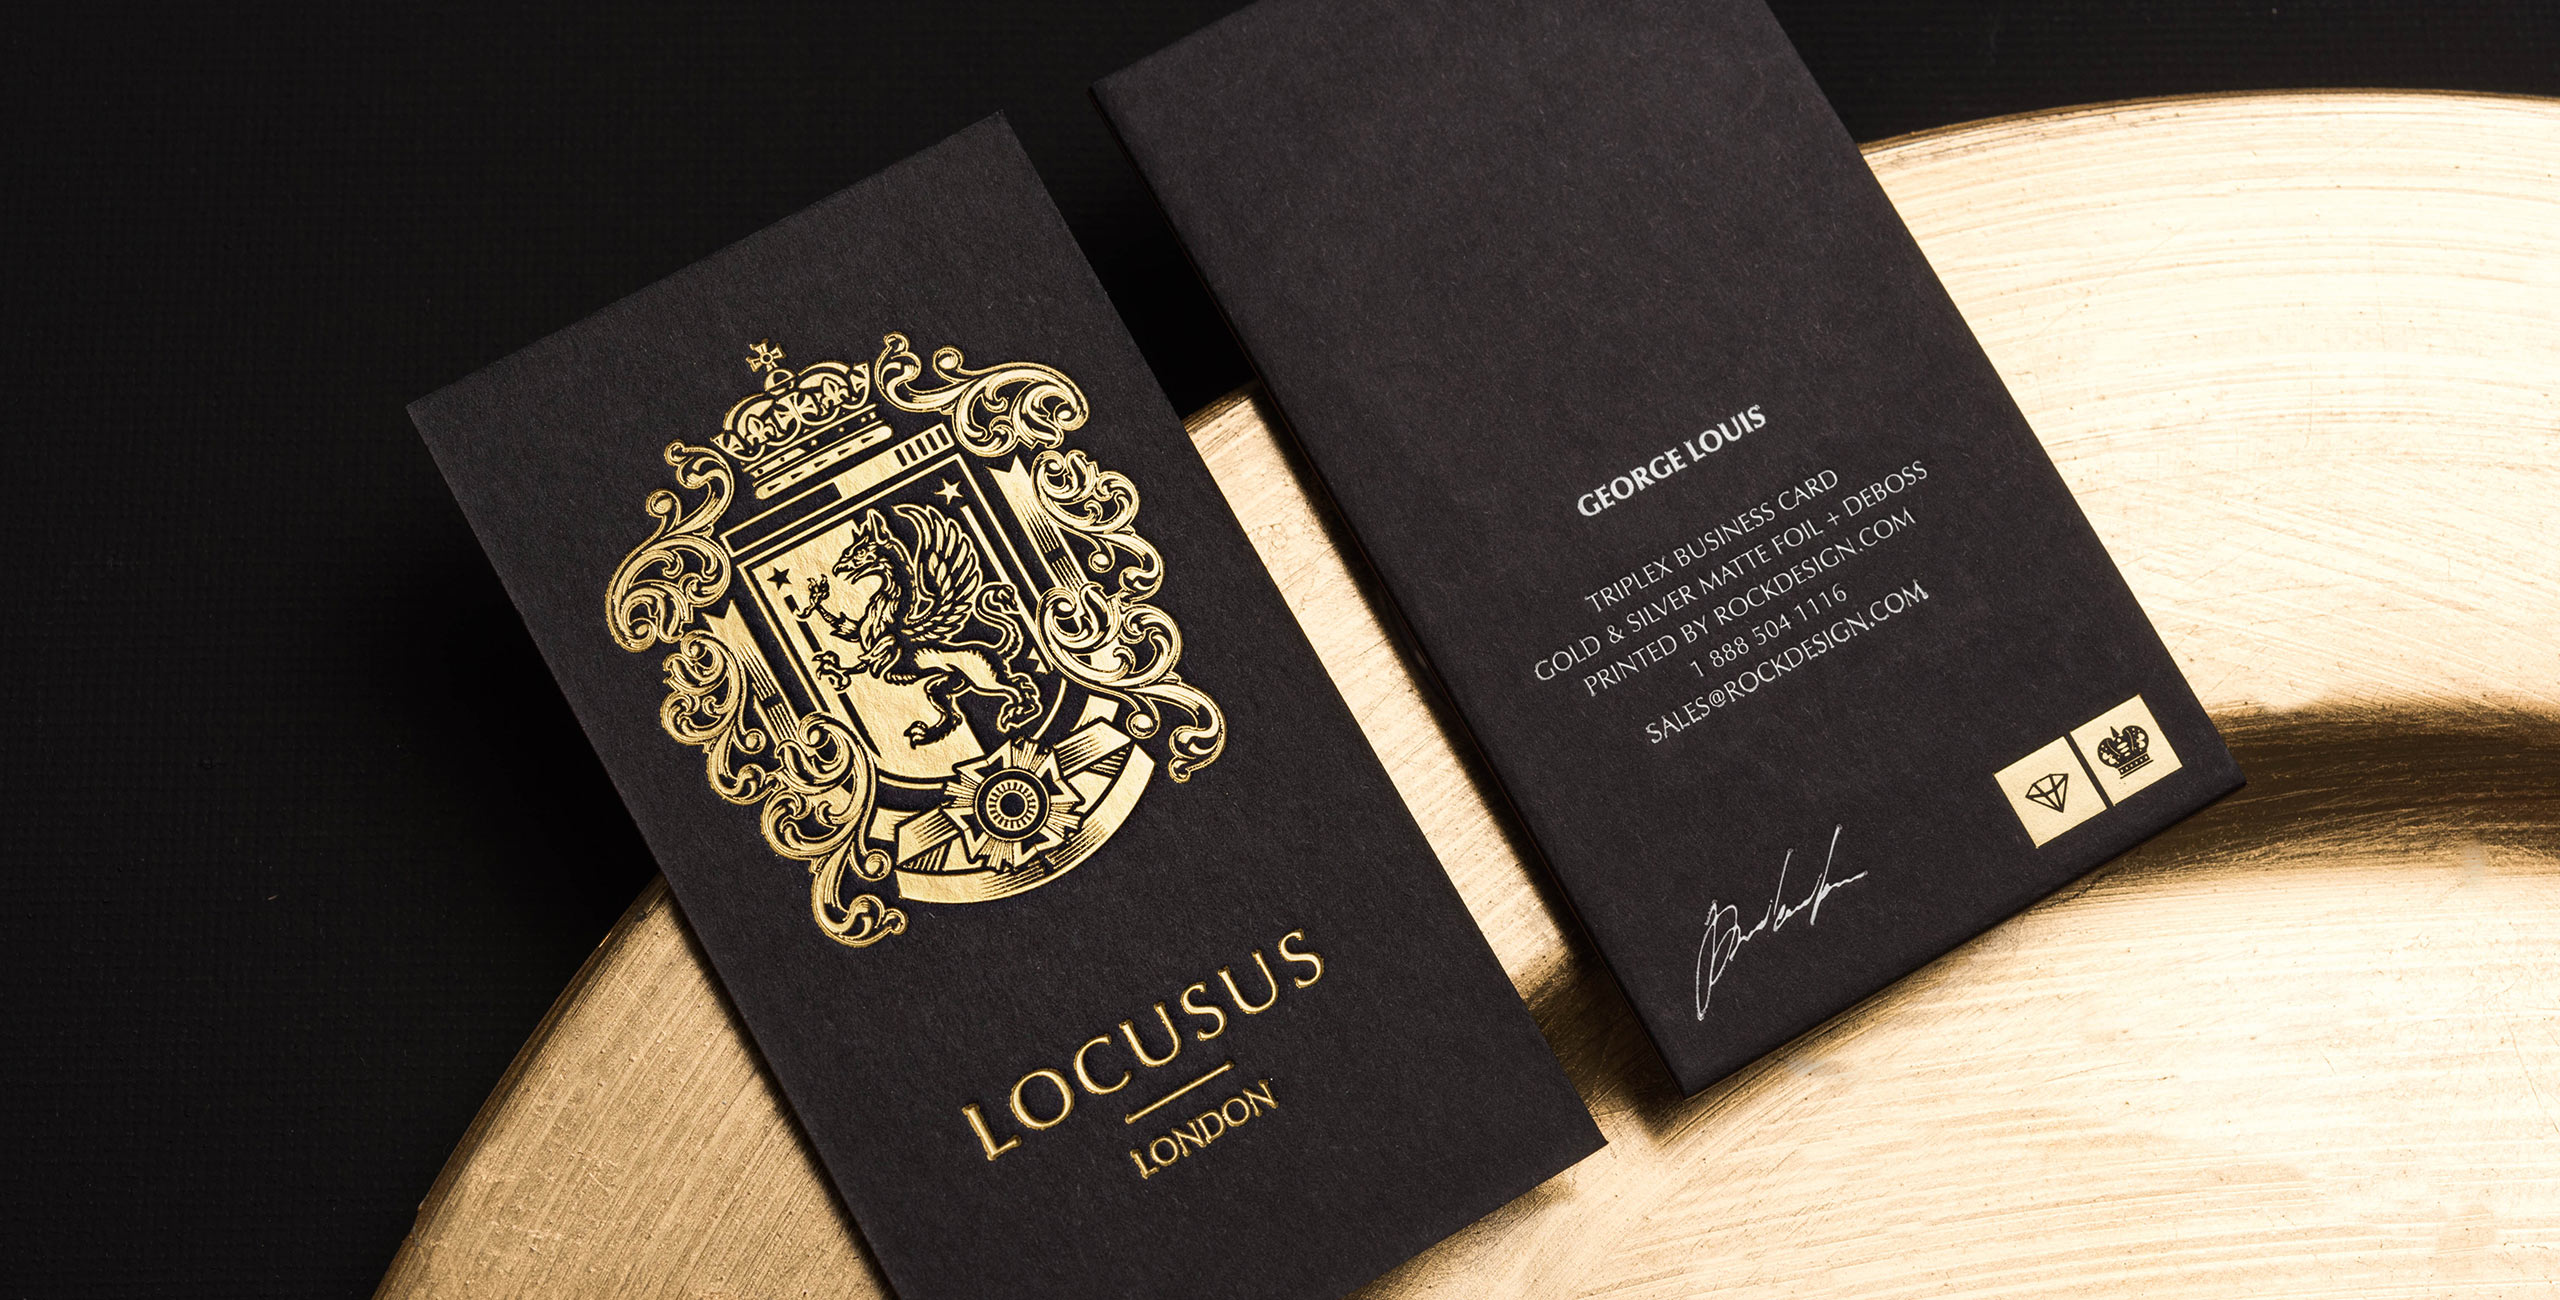 LOCUSUS
LONDON
GEORGE LOUIS
TRIPLEX BUSINESS CARD
GOLD & SILVER MATTE FOIL + DEBOSS
PRINTED BY ROCKDESIGN.COM
1 888 504 1116
SALES@ROCKDESIGN.COM